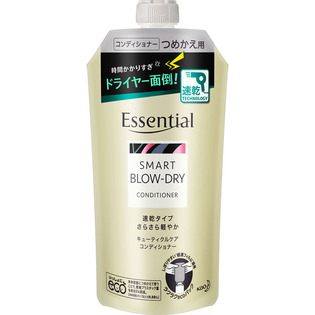 コンディショナー つめかえ用
時間かかりすぎ
ドライヤー面倒!
速乾
TECHNOLOGY
Essential
SMART
BLOW-DRY
CONDITIONER
速乾タイプ
さらさら軽やか
キューティクルケア
コンディショナー
eco
KAO